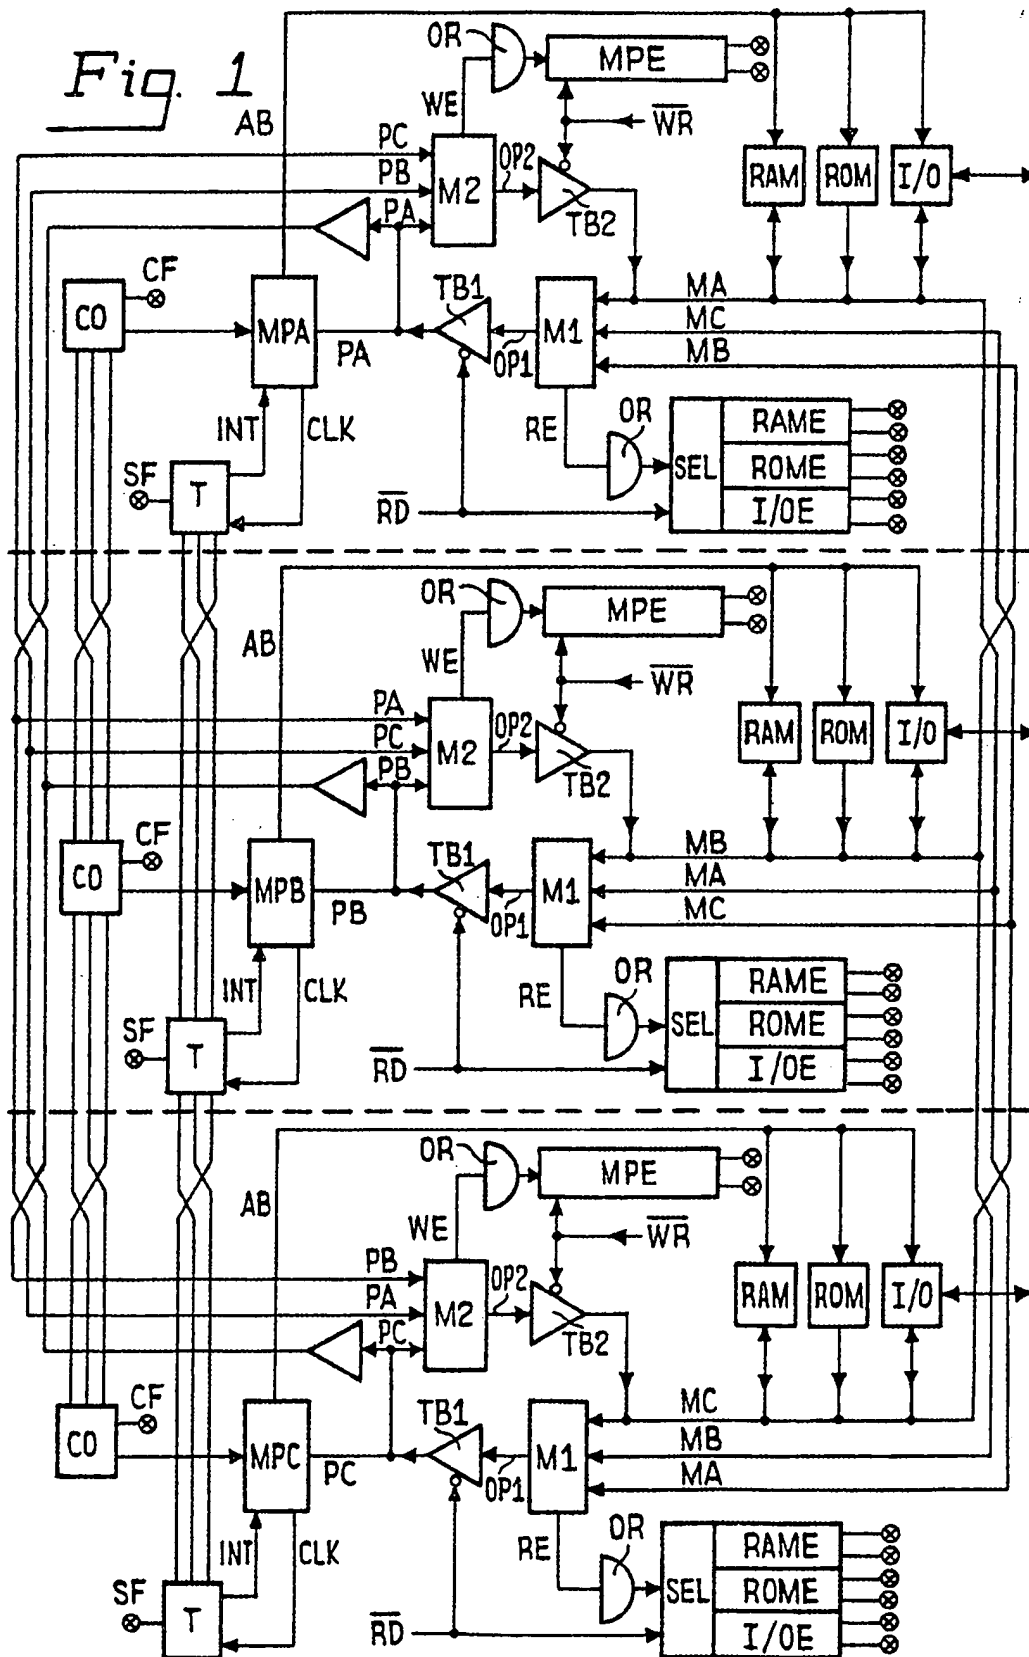 Fig. 1
OR
MPE
AB
WE
WR
PC
PB
PA
M2
OP2
TB2
RAM
ROM
I/O
CF
CO
MPA
PA
TB1
OP1
M1
MA
MC
MB
INT
CLK
RE
OR
SF
T
RD
SEL
RAME
ROME
I/OE
OR
MPE
AB
WE
WR
PA
PC
PB
M2
OP2
TB2
RAM
ROM
I/O
CF
CO
MPB
PB
TB1
OP1
M1
MB
MA
MC
INT
CLK
RE
OR
SF
T
RD
SEL
RAME
ROME
I/OE
OR
MPE
AB
WE
WR
PB
PA
PC
M2
OP2
TB2
RAM
ROM
I/O
CF
CO
MPC
PC
TB1
OP1
M1
MC
MB
MA
INT
CLK
RE
OR
SF
T
RD
SEL
RAME
ROME
I/OE